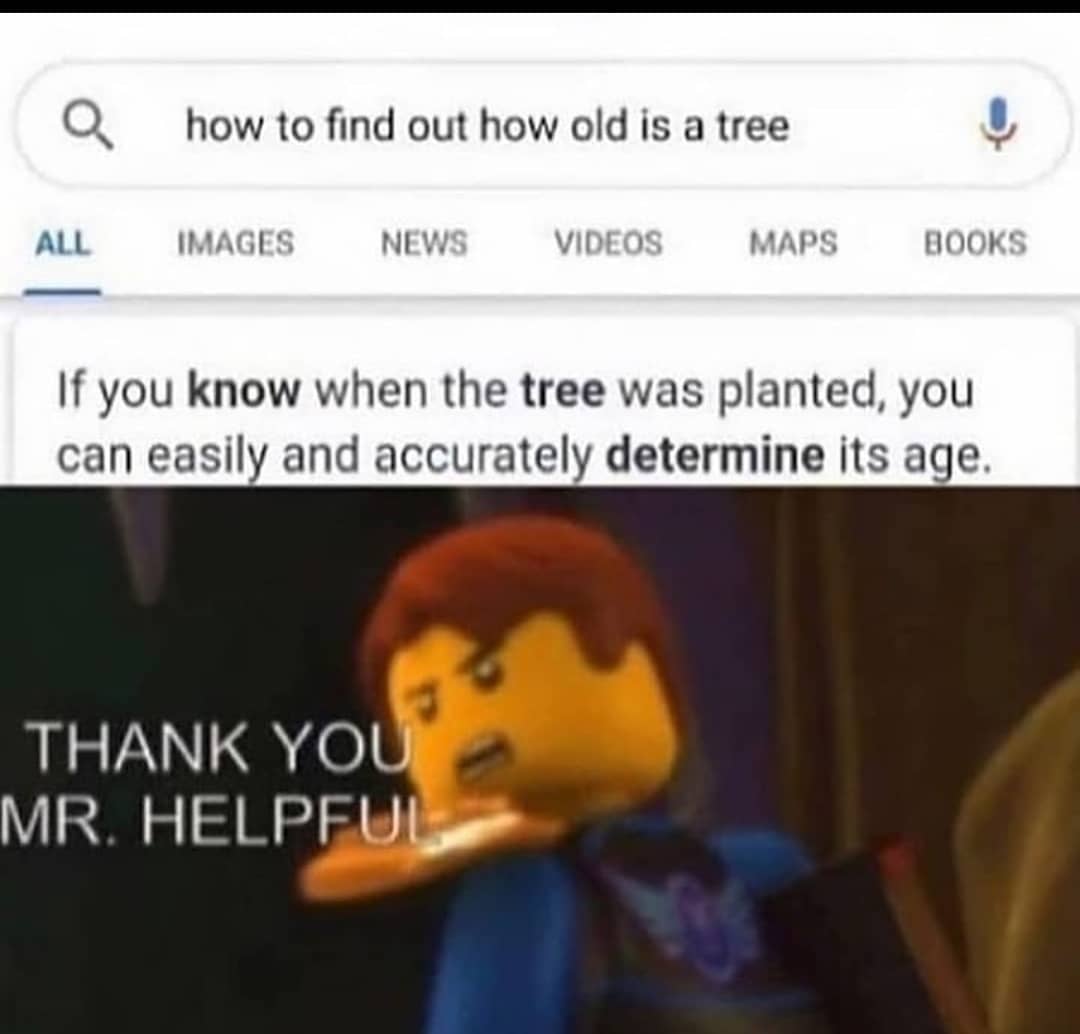 how to find out how old is a tree
ALL IMAGES NEWS VIDEOS MAPS BOOKS
If you know when the tree was planted, you
can easily and accurately determine its age.
THANK YOU
MR. HELPFUL